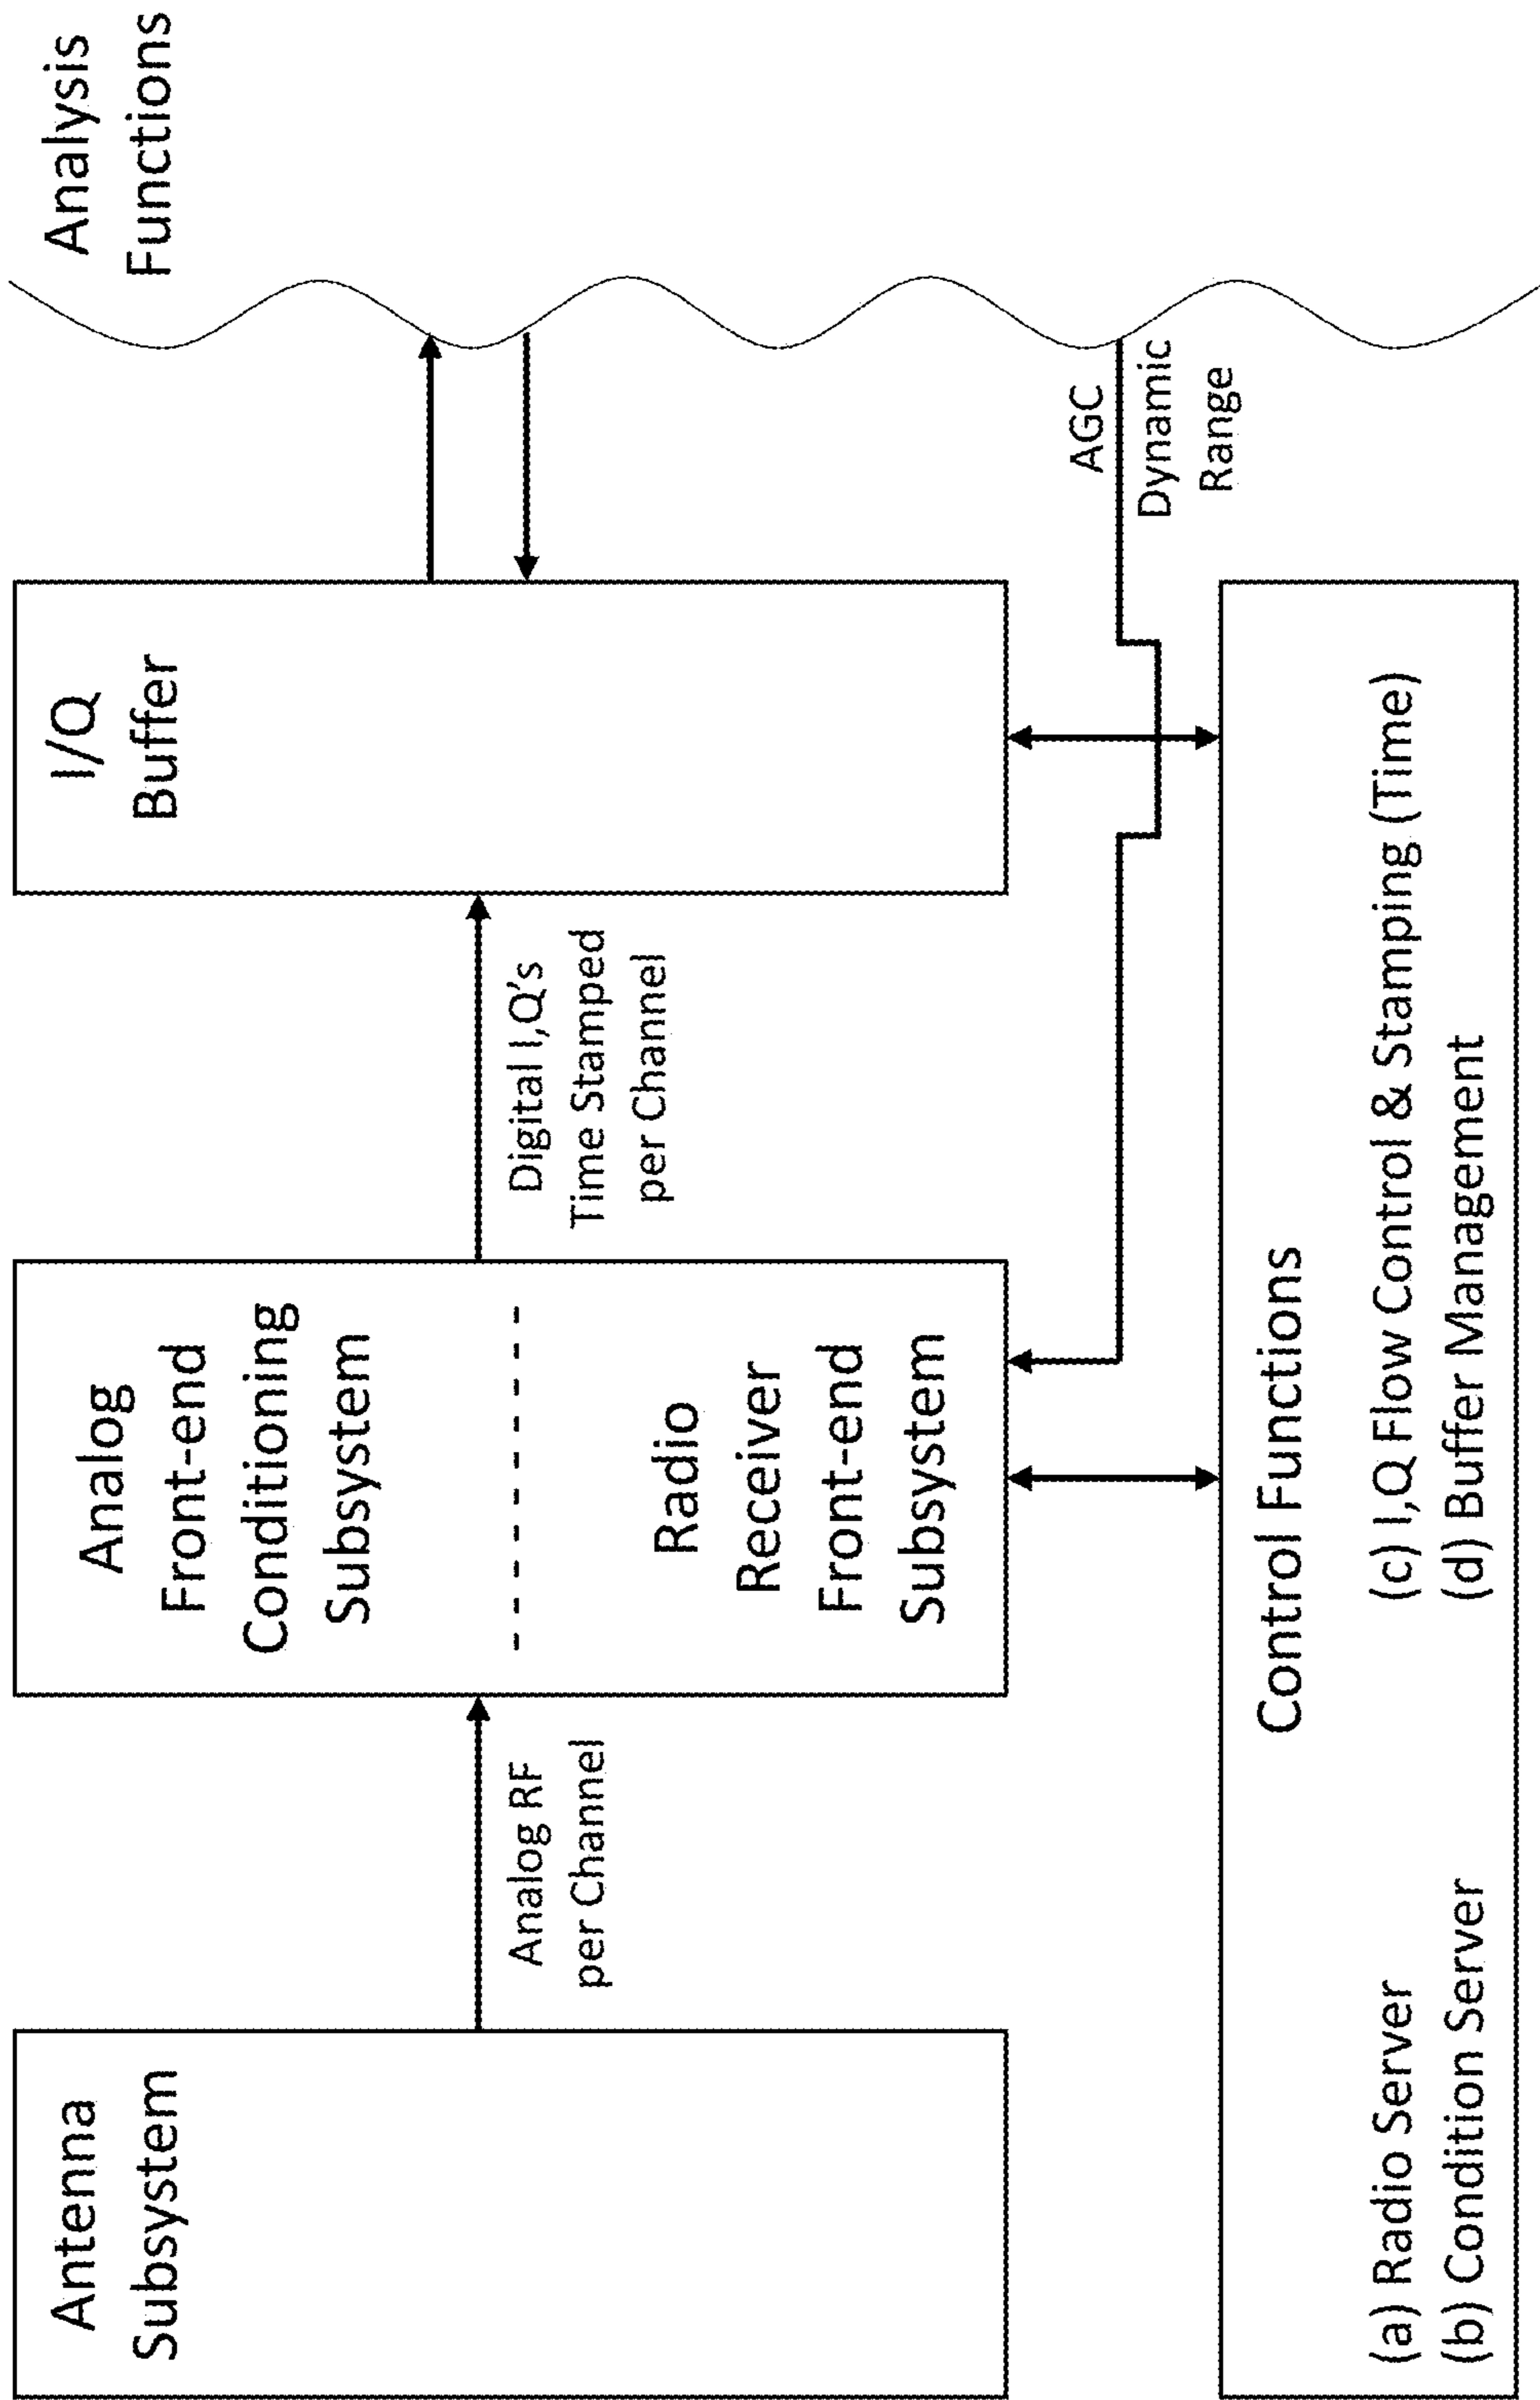 Antenna
Subsystem
Analog RF
per Channel
Analog
Front-end
Conditioning
Subsystem
Radio
Receiver
Front-end
Subsystem
Digital I,Q's
Time Stamped
per Channel
I/Q
Buffer
Analysis
Functions
AGC
Dynamic
Range
Control Functions
(a) Radio Server
(b) Condition Server
(c) I,Q Flow Control & Stamping (Time)
(d) Buffer Management